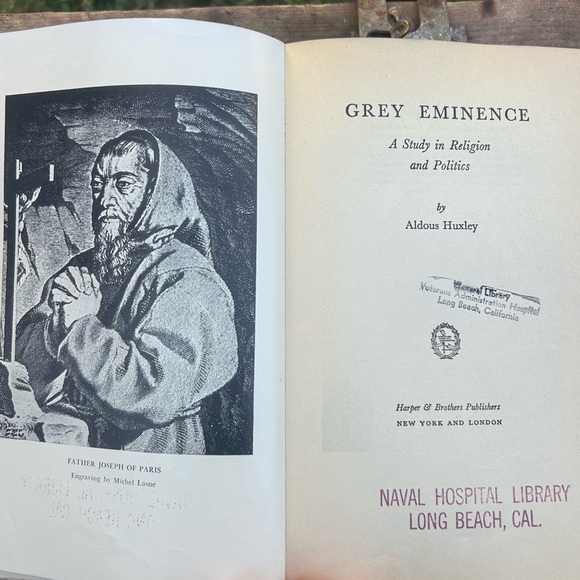 FATHER JOSEPH OF PARIS
Engraving by Michel Lasne
GREY EMINENCE
A Study in Religion
and Politics
by
Aldous Huxley
General Library
Veterans Administration Hospital
Long Beach, California
Harper & Brothers Publishers
NEW YORK AND LONDON
NAVAL HOSPITAL LIBRARY
LONG BEACH, CAL.